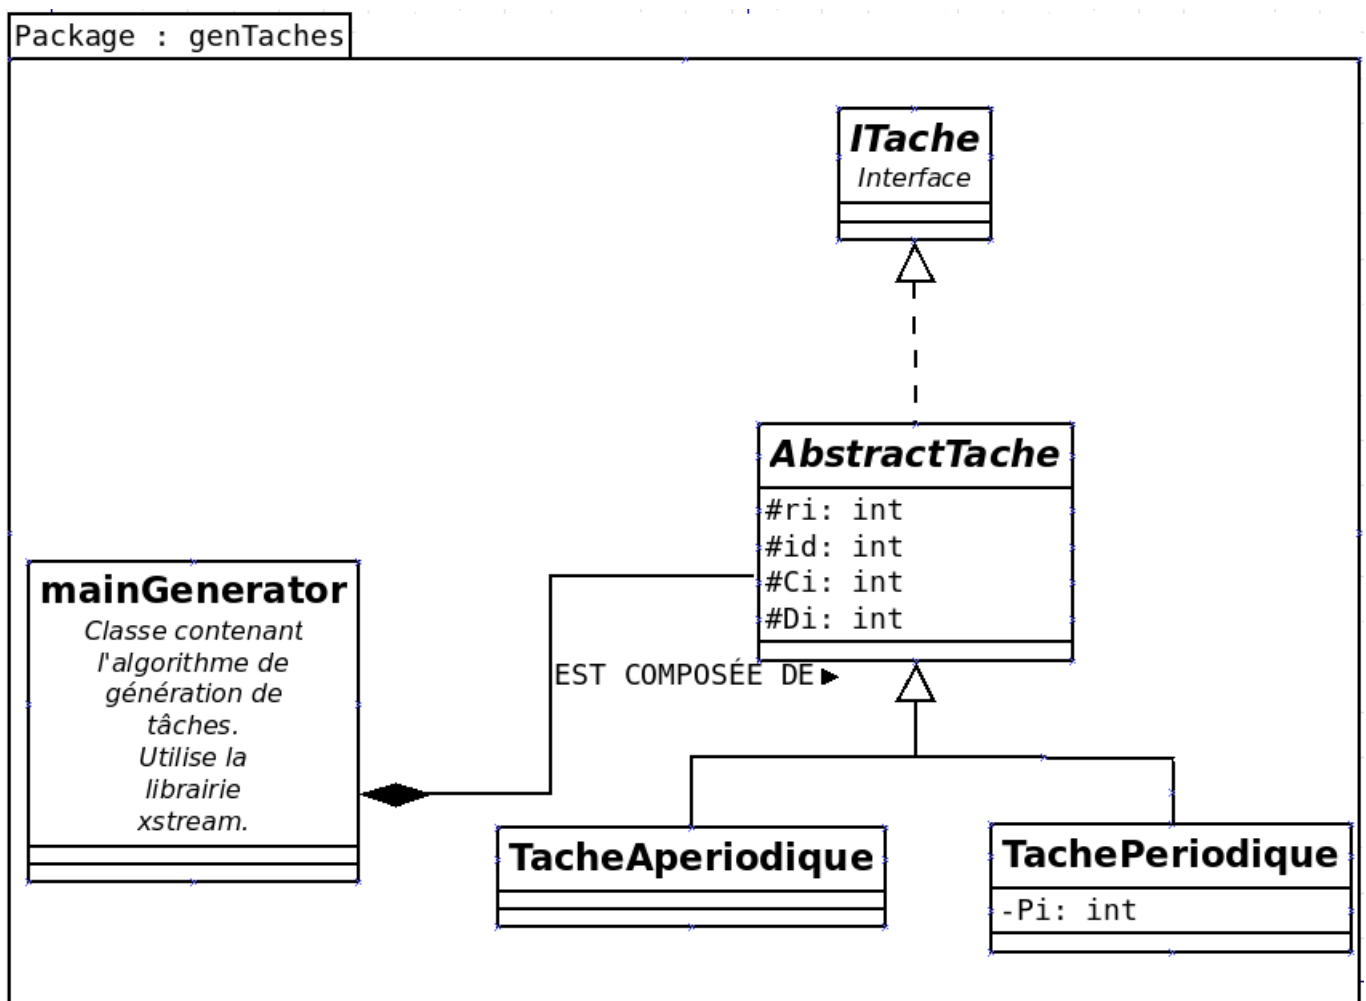 Package : genTaches
ITache
Interface
AbstractTache
#ri: int
#id: int
#Ci: int
#Di: int
mainGenerator
Classe contenant
l'algorithme de
génération de
tâches.
Utilise la
librairie
xstream.
EST COMPOSÉE DE▶
TacheAperiodique
TachePeriodique
-Pi: int